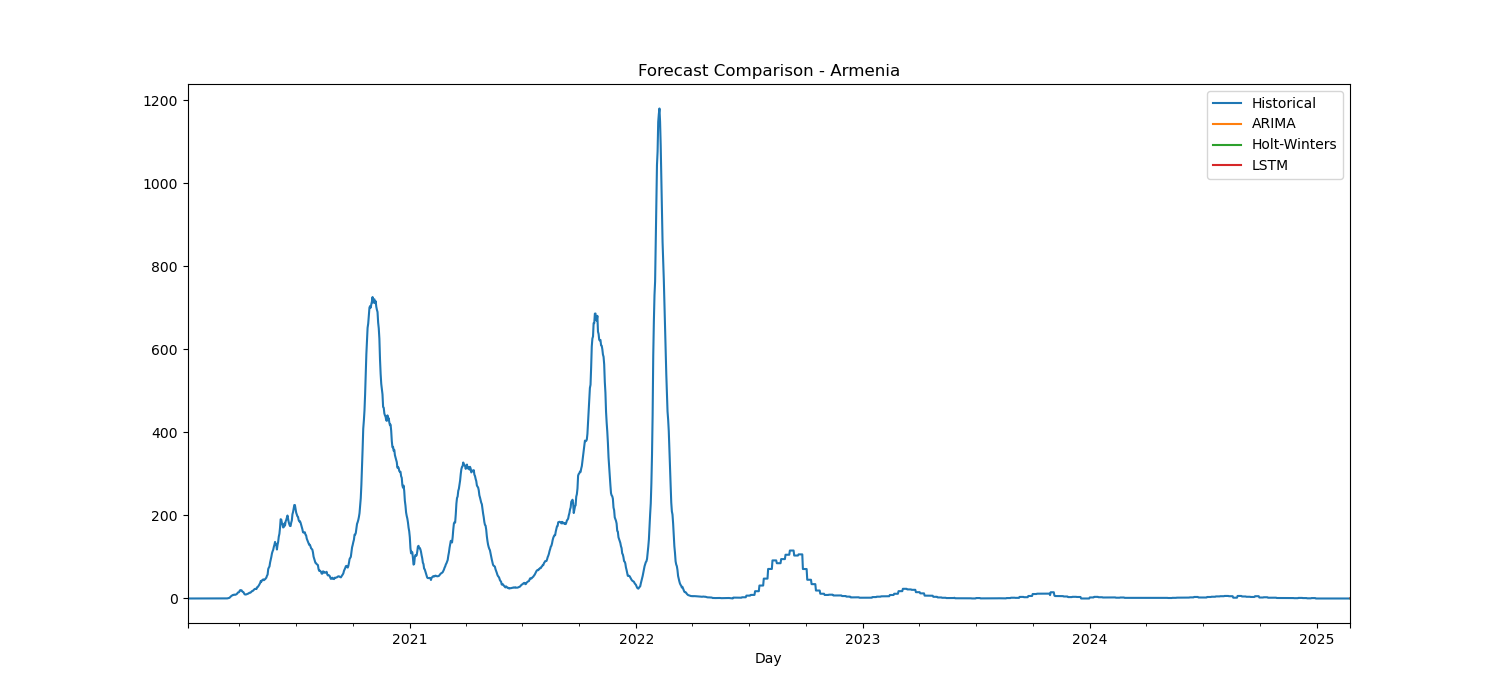 Forecast Comparison - Armenia
1200
1000
800
600
400
200
0
Historical
ARIMA
Holt-Winters
LSTM
2021 2022 2023 2024 2025
Day